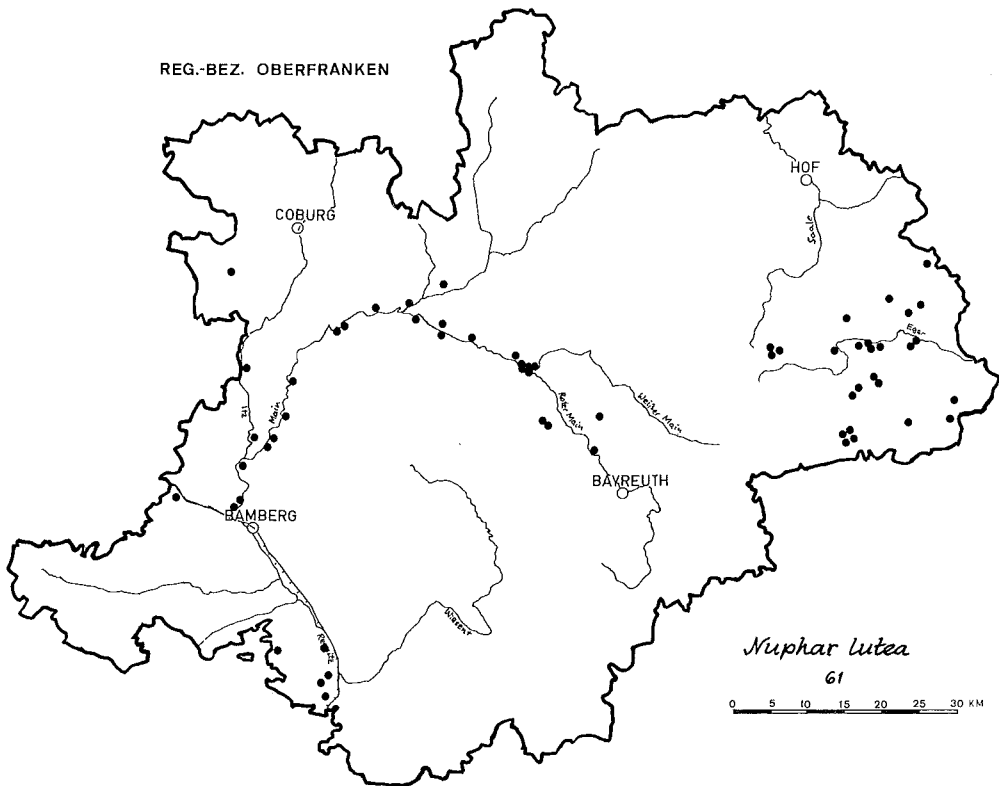 REG.-BEZ. OBERFRANKEN
HOF
COBURG
Saale
Eger
Itz
Main
Roter Main
Weißer Main
BAYREUTH
BAMBERG
Wiesent
Regnitz
Nuphar lutea
61
0 5 10 15 20 25 30 KM